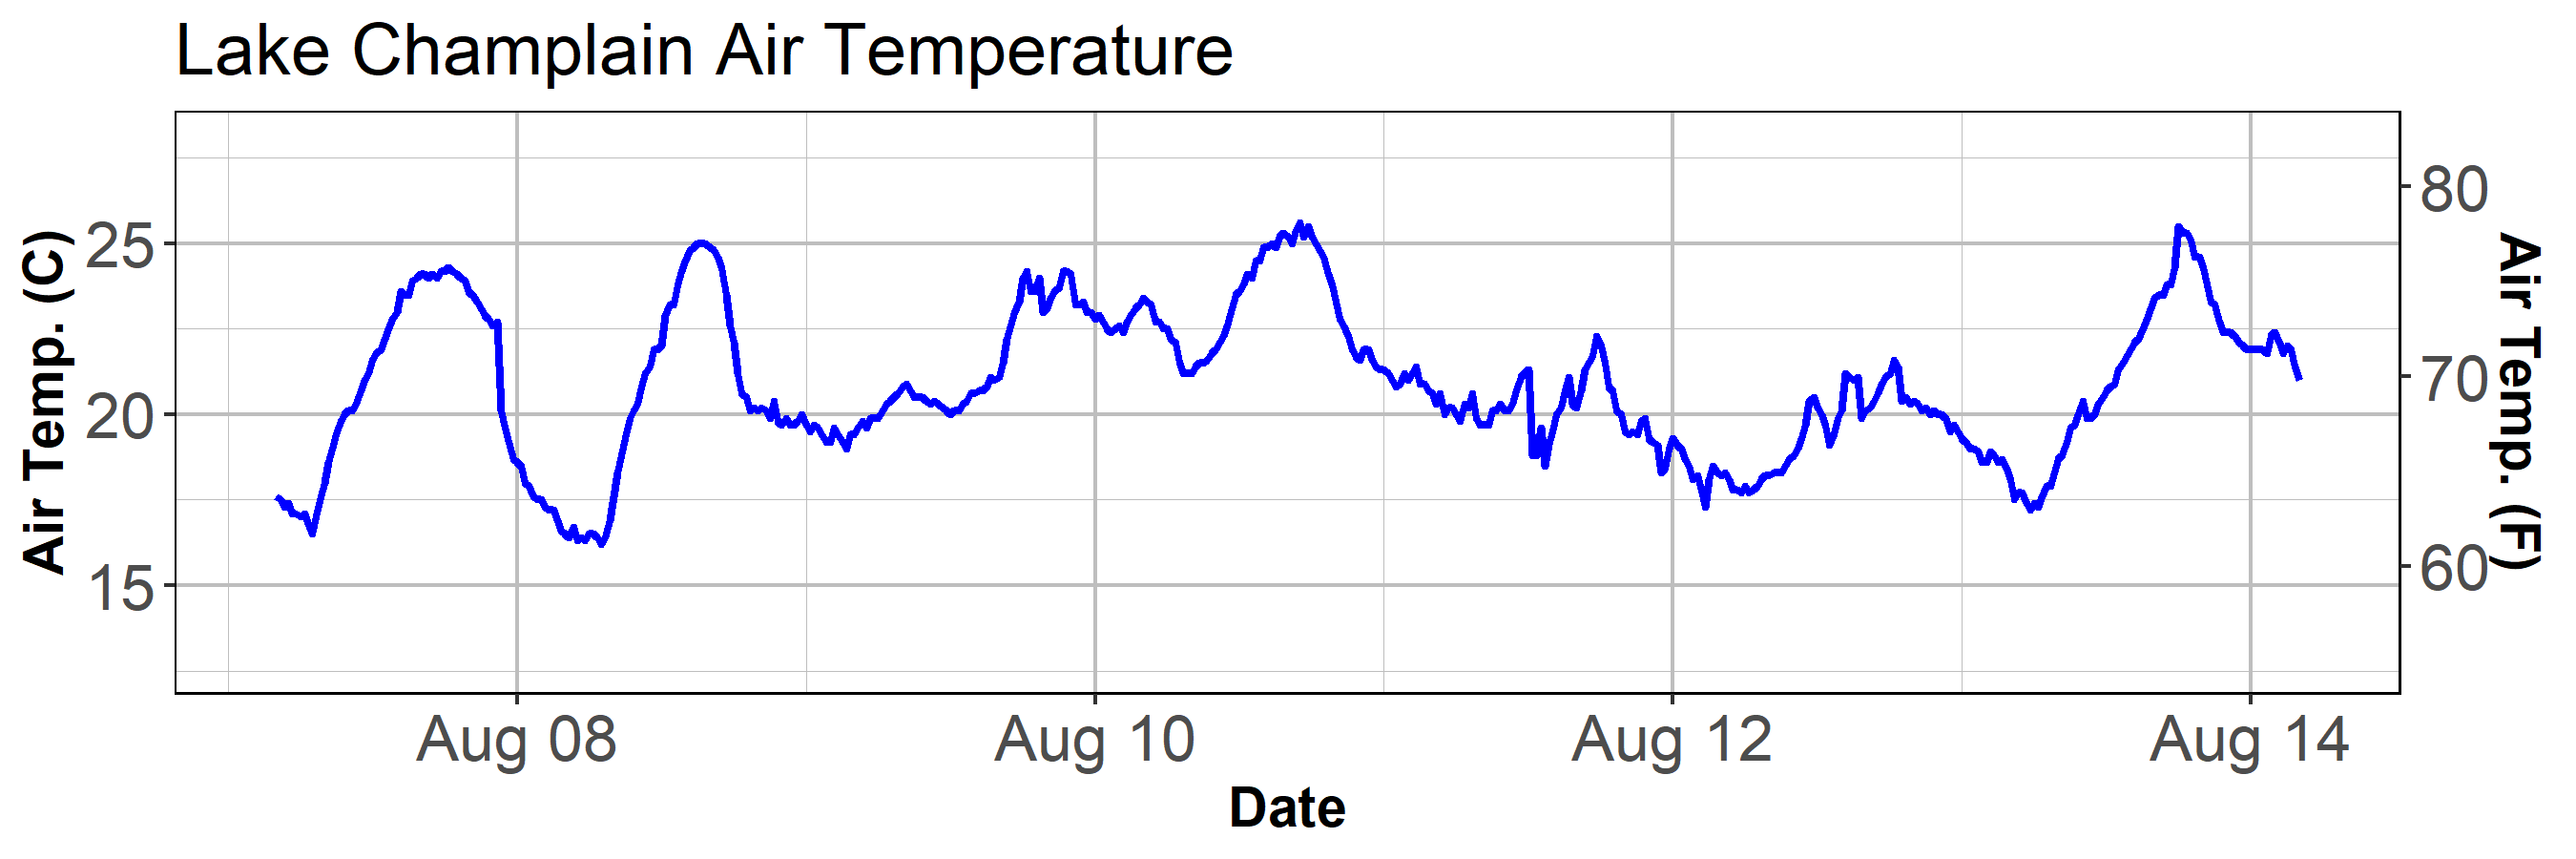 Lake Champlain Air Temperature
Air Temp. (C)
25
20
15
80
70
60
Air Temp. (F)
Aug 08
Aug 10
Aug 12
Aug 14
Date